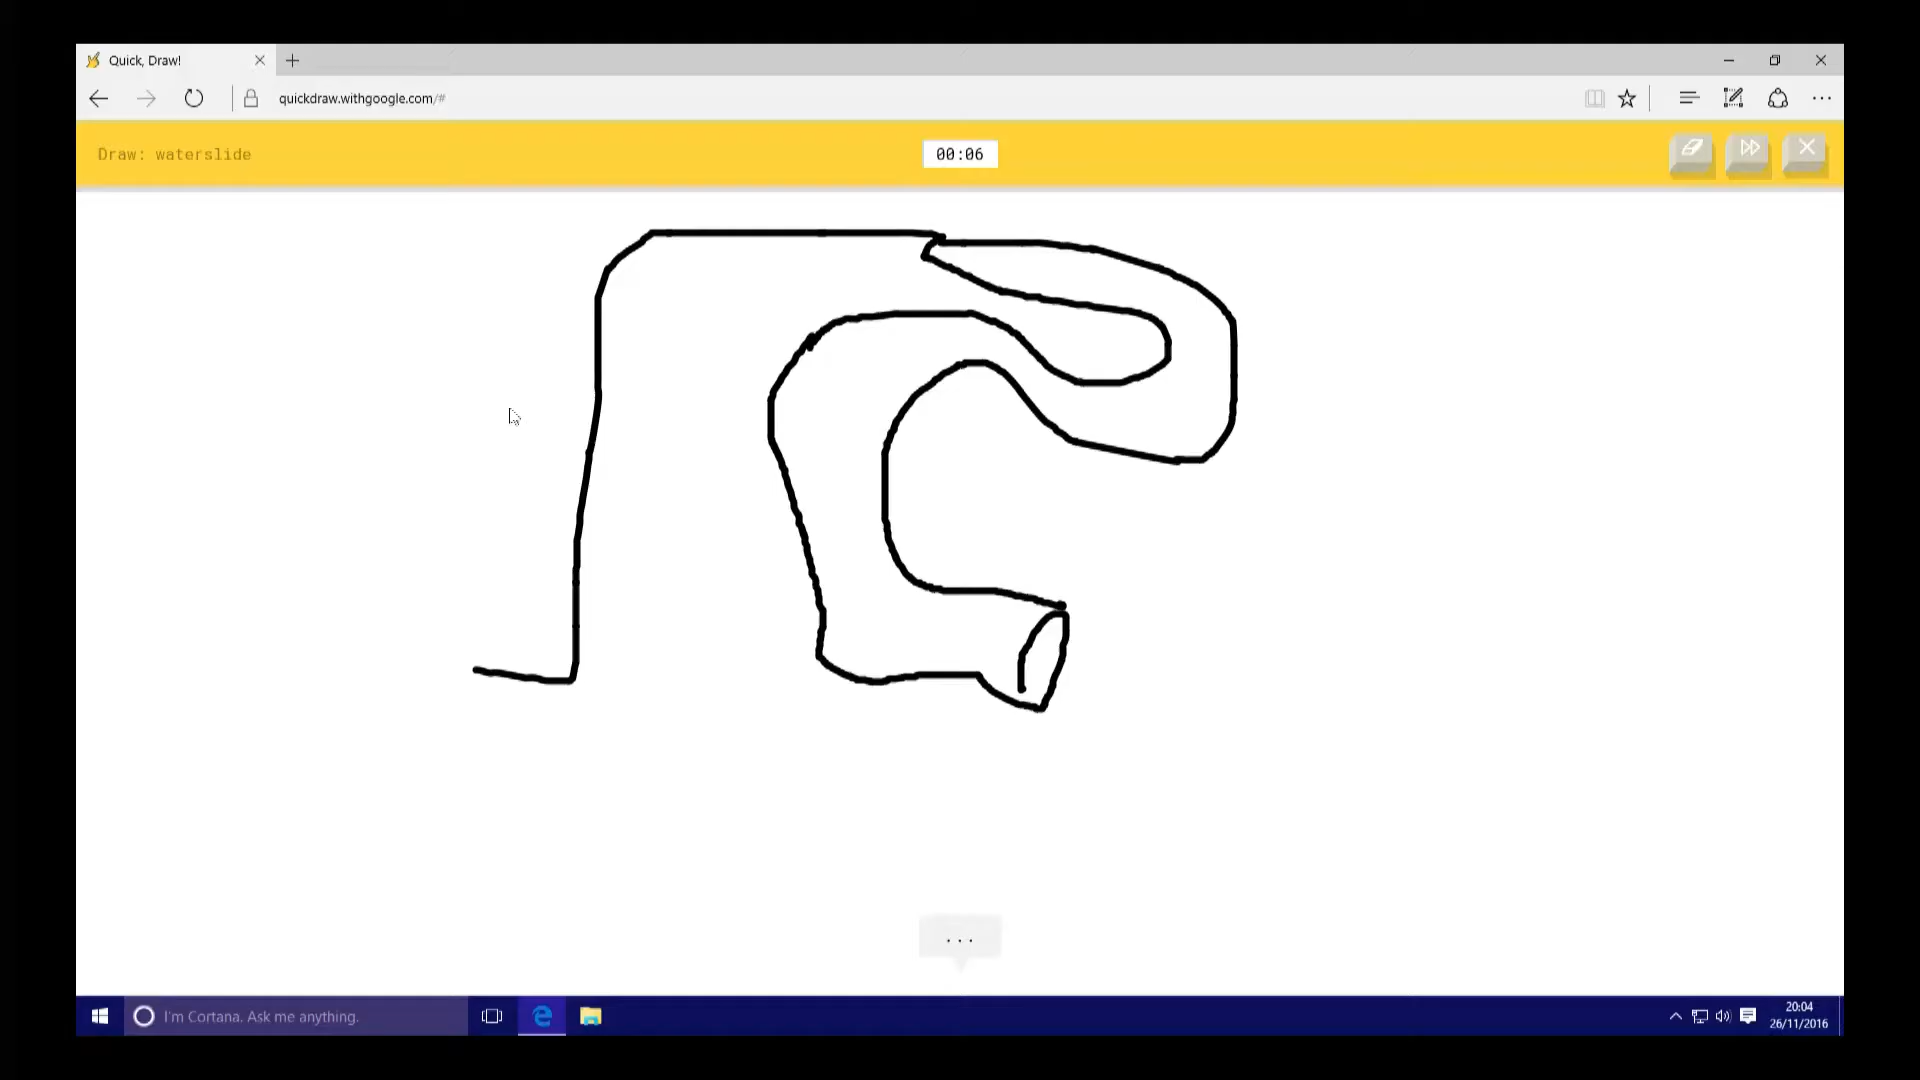 Quick, Draw!
quickdraw.withgoogle.com/#
Draw: waterslide
00:06
...
I'm Cortana. Ask me anything.
20:04
26/11/2016